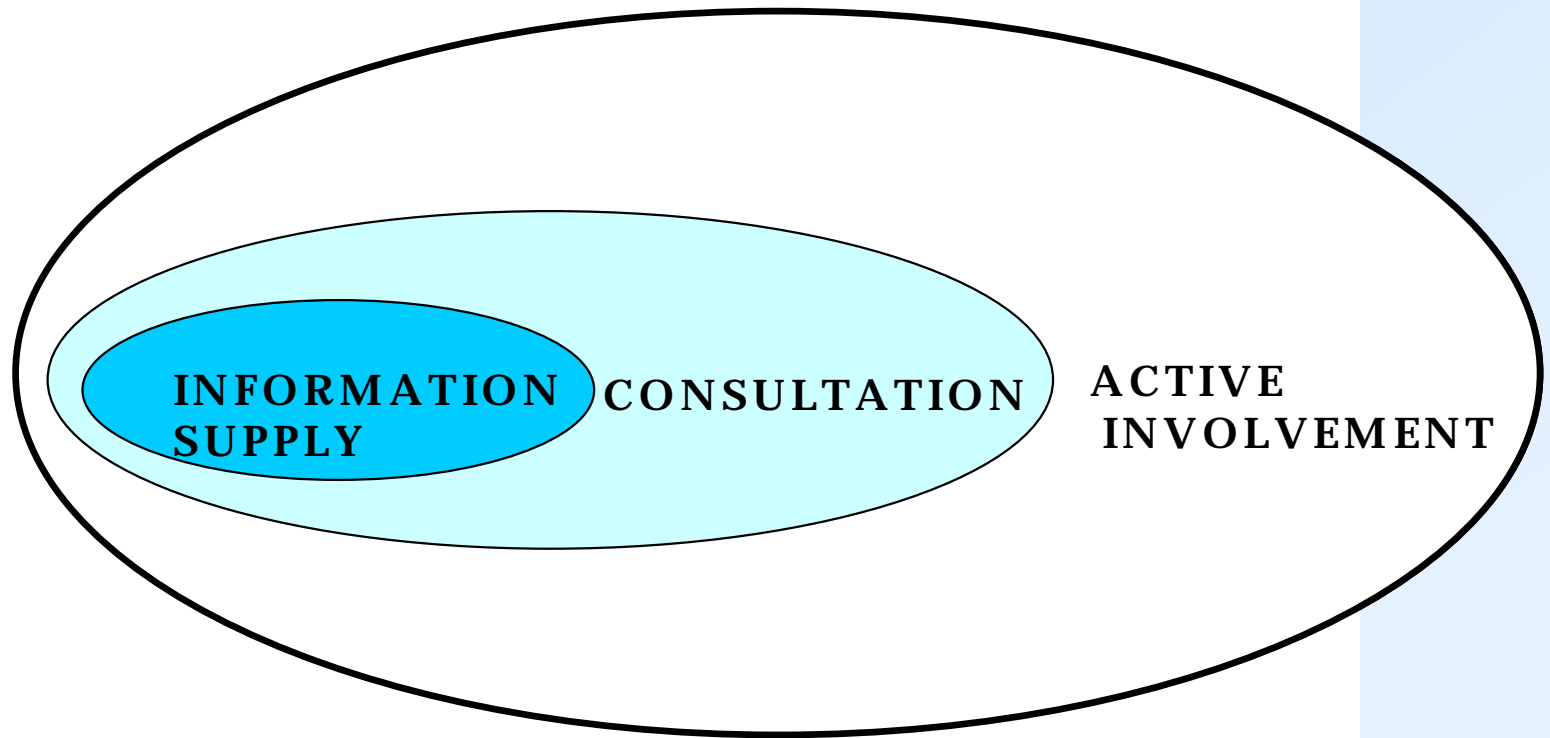 INFORMATION
SUPPLY
CONSULTATION
ACTIVE
INVOLVEMENT